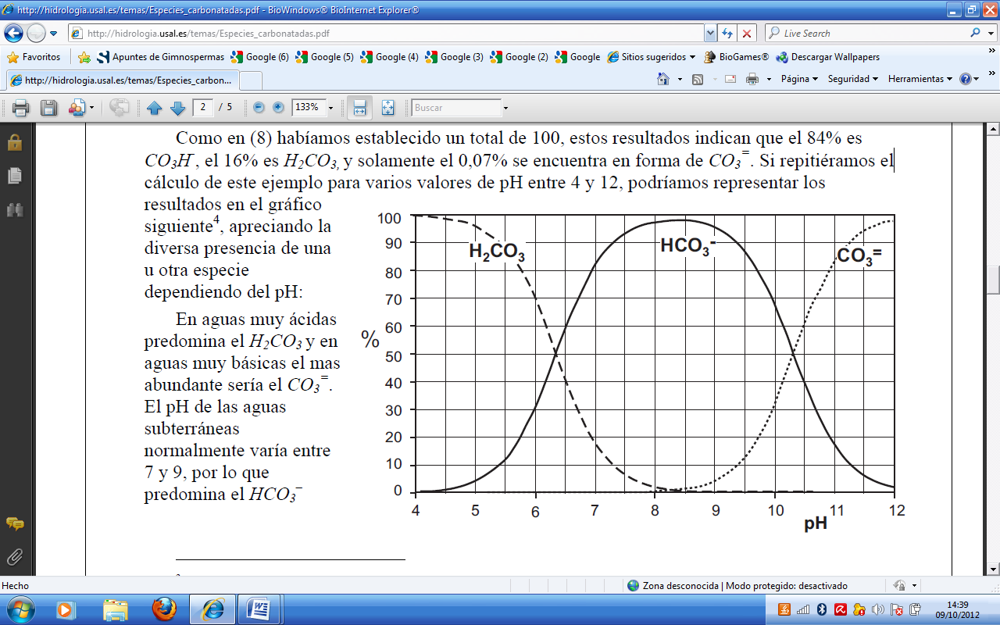 http://hidrologia.usal.es/temas/Especies_carbonatadas.pdf - BioWindows® BioInternet Explorer®
http://hidrologia.usal.es/temas/Especies_carbonatadas.pdf
Live Search
Favoritos
Apuntes de Gimnospermas
Google (6)
Google (5)
Google (4)
Google (3)
Google (2)
Google
Sitios sugeridos
BioGames®
Descargar Wallpapers
http://hidrologia.usal.es/temas/Especies_carbon...
Página
Seguridad
Herramientas
2 / 5
133%
Buscar
Como en (8) habíamos establecido un total de 100, estos resultados indican que el 84% es
CO₃H⁻, el 16% es H₂CO₃, y solamente el 0,07% se encuentra en forma de CO₃⁼. Si repitiéramos el
cálculo de este ejemplo para varios valores de pH entre 4 y 12, podríamos representar los
resultados en el gráfico
siguiente⁴, apreciando la
diversa presencia de una
u otra especie
dependiendo del pH:
En aguas muy ácidas
predomina el H₂CO₃ y en
aguas muy básicas el mas
abundante sería el CO₃⁼.
El pH de las aguas
subterráneas
normalmente varía entre
7 y 9, por lo que
predomina el HCO₃⁻
100
90
80
70
60
50
40
30
20
10
0
%
H₂CO₃
HCO₃⁻
CO₃⁼
4 5 6 7 8 9 10 11 12
pH
Hecho
Zona desconocida | Modo protegido: desactivado
14:39
09/10/2012